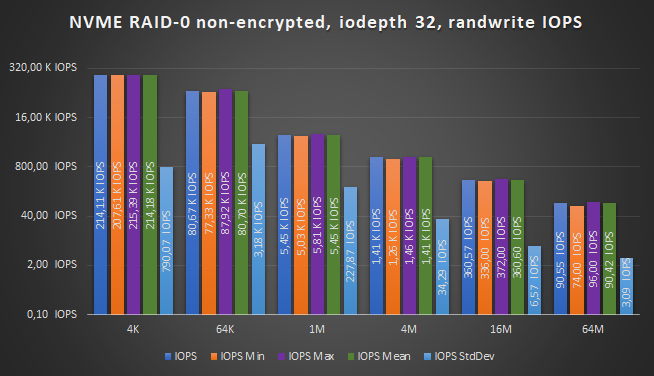 NVME RAID-0 non-encrypted, iodepth 32, randwrite IOPS
320,00 K IOPS
16,00 K IOPS
800,00 IOPS
40,00 IOPS
2,00 IOPS
0,10 IOPS
214,11 K IOPS
207,61 K IOPS
215,39 K IOPS
214,18 K IOPS
790,07 IOPS
80,67 K IOPS
77,33 K IOPS
87,92 K IOPS
80,70 K IOPS
3,18 K IOPS
5,45 K IOPS
5,03 K IOPS
5,81 K IOPS
5,45 K IOPS
227,87 IOPS
1,41 K IOPS
1,26 K IOPS
1,46 K IOPS
1,41 K IOPS
34,29 IOPS
360,57 IOPS
336,00 IOPS
372,00 IOPS
360,60 IOPS
6,57 IOPS
90,55 IOPS
74,00 IOPS
96,00 IOPS
90,42 IOPS
3,09 IOPS
4K 64K 1M 4M 16M 64M
IOPS IOPS Min IOPS Max IOPS Mean IOPS StdDev